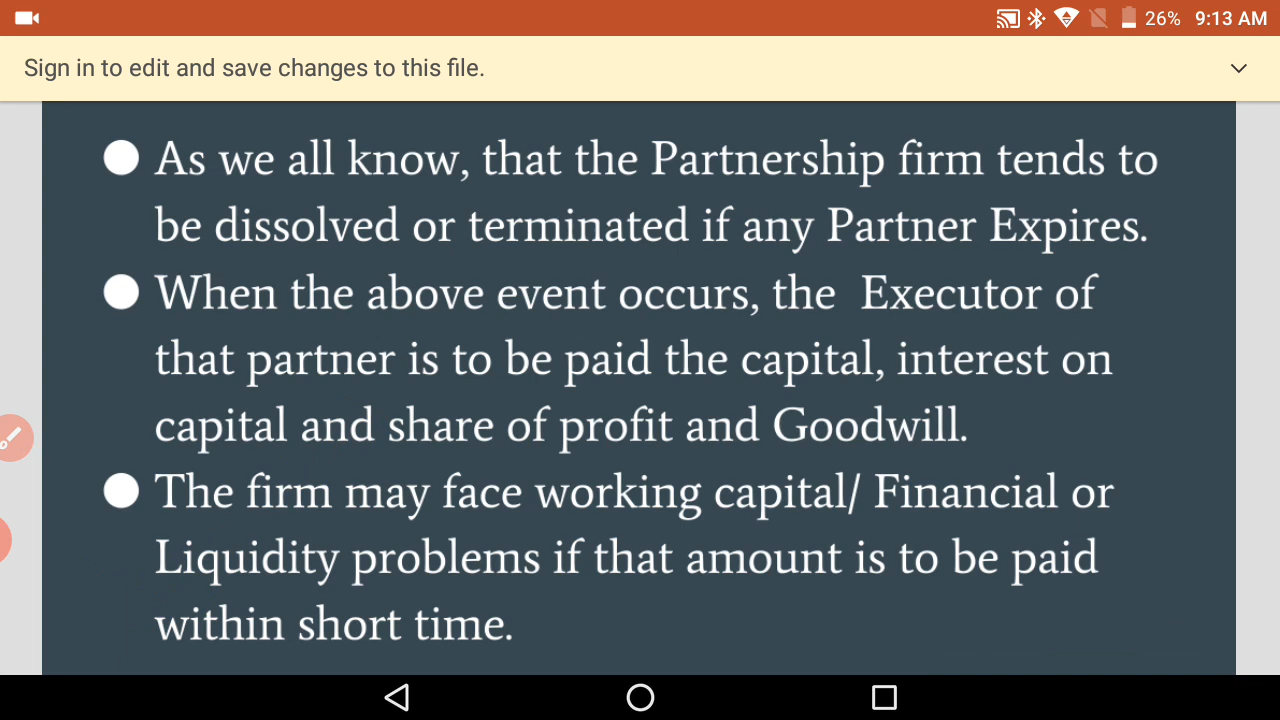 26% 9:13 AM
Sign in to edit and save changes to this file.
As we all know, that the Partnership firm tends to
be dissolved or terminated if any Partner Expires.
When the above event occurs, the Executor of
that partner is to be paid the capital, interest on
capital and share of profit and Goodwill.
The firm may face working capital/ Financial or
Liquidity problems if that amount is to be paid
within short time.